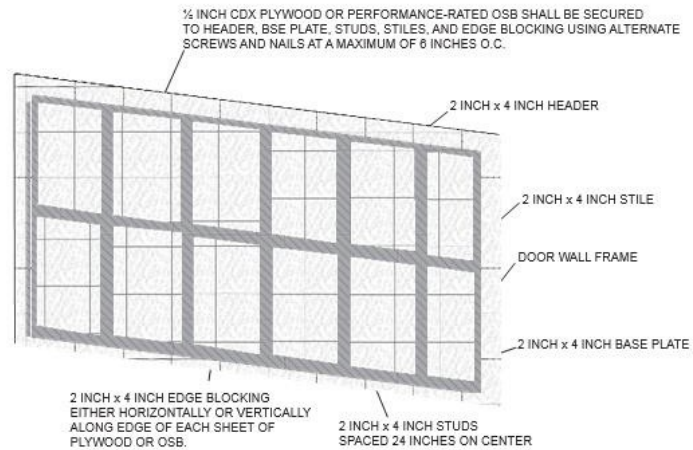 ½ INCH CDX PLYWOOD OR PERFORMANCE-RATED OSB SHALL BE SECURED
TO HEADER, BSE PLATE, STUDS, STILES, AND EDGE BLOCKING USING ALTERNATE
SCREWS AND NAILS AT A MAXIMUM OF 6 INCHES O.C.
2 INCH x 4 INCH HEADER
2 INCH x 4 INCH STILE
DOOR WALL FRAME
2 INCH x 4 INCH BASE PLATE
2 INCH x 4 INCH EDGE BLOCKING
EITHER HORIZONTALLY OR VERTICALLY
ALONG EDGE OF EACH SHEET OF
PLYWOOD OR OSB.
2 INCH x 4 INCH STUDS
SPACED 24 INCHES ON CENTER